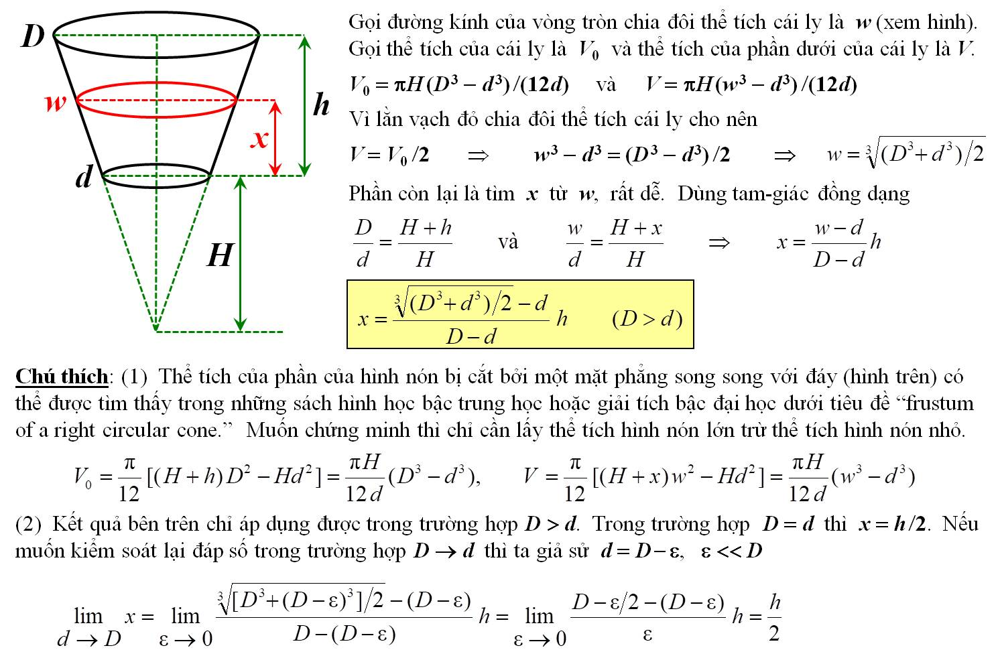 D
w
d
h
x
H
Gọi đường kính của vòng tròn chia đôi thể tích cái ly là w (xem hình).
Gọi thể tích của cái ly là V₀ và thể tích của phần dưới của cái ly là V.
V₀ = πH(D³ – d³)/(12d) và V = πH(w³ – d³)/(12d)
Vì lằn vạch đỏ chia đôi thể tích cái ly cho nên
V = V₀/2 ⇒ w³ – d³ = (D³ – d³)/2 ⇒ w = ∛((D³+d³)/2)
Phần còn lại là tìm x từ w, rất dễ. Dùng tam-giác đồng dạng
D/d = (H + h)/H và w/d = (H + x)/H ⇒ x = (w – d)/(D – d) h
x = (∛((D³+d³)/2) – d)/(D – d) h (D > d)
Chú thích: (1) Thể tích của phần của hình nón bị cắt bởi một mặt phẳng song song với đáy (hình trên) có
thể được tìm thấy trong những sách hình học bậc trung học hoặc giải tích bậc đại học dưới tiêu đề “frustum
of a right circular cone.” Muốn chứng minh thì chỉ cần lấy thể tích hình nón lớn trừ thể tích hình nón nhỏ.
V₀ = π/12 [(H + h)D² – Hd²] = πH/12d (D³ – d³), V = π/12 [(H + x)w² – Hd²] = πH/12d (w³ – d³)
(2) Kết quả bên trên chỉ áp dụng được trong trường hợp D > d. Trong trường hợp D = d thì x = h/2. Nếu
muốn kiểm soát lại đáp số trong trường hợp D → d thì ta giả sử d = D – ε, ε << D
lim d → D x = lim ε → 0 (∛([D³+(D – ε)³]/2) – (D – ε))/(D – (D – ε)) h = lim ε → 0 (D – ε/2 – (D – ε))/ε h = h/2